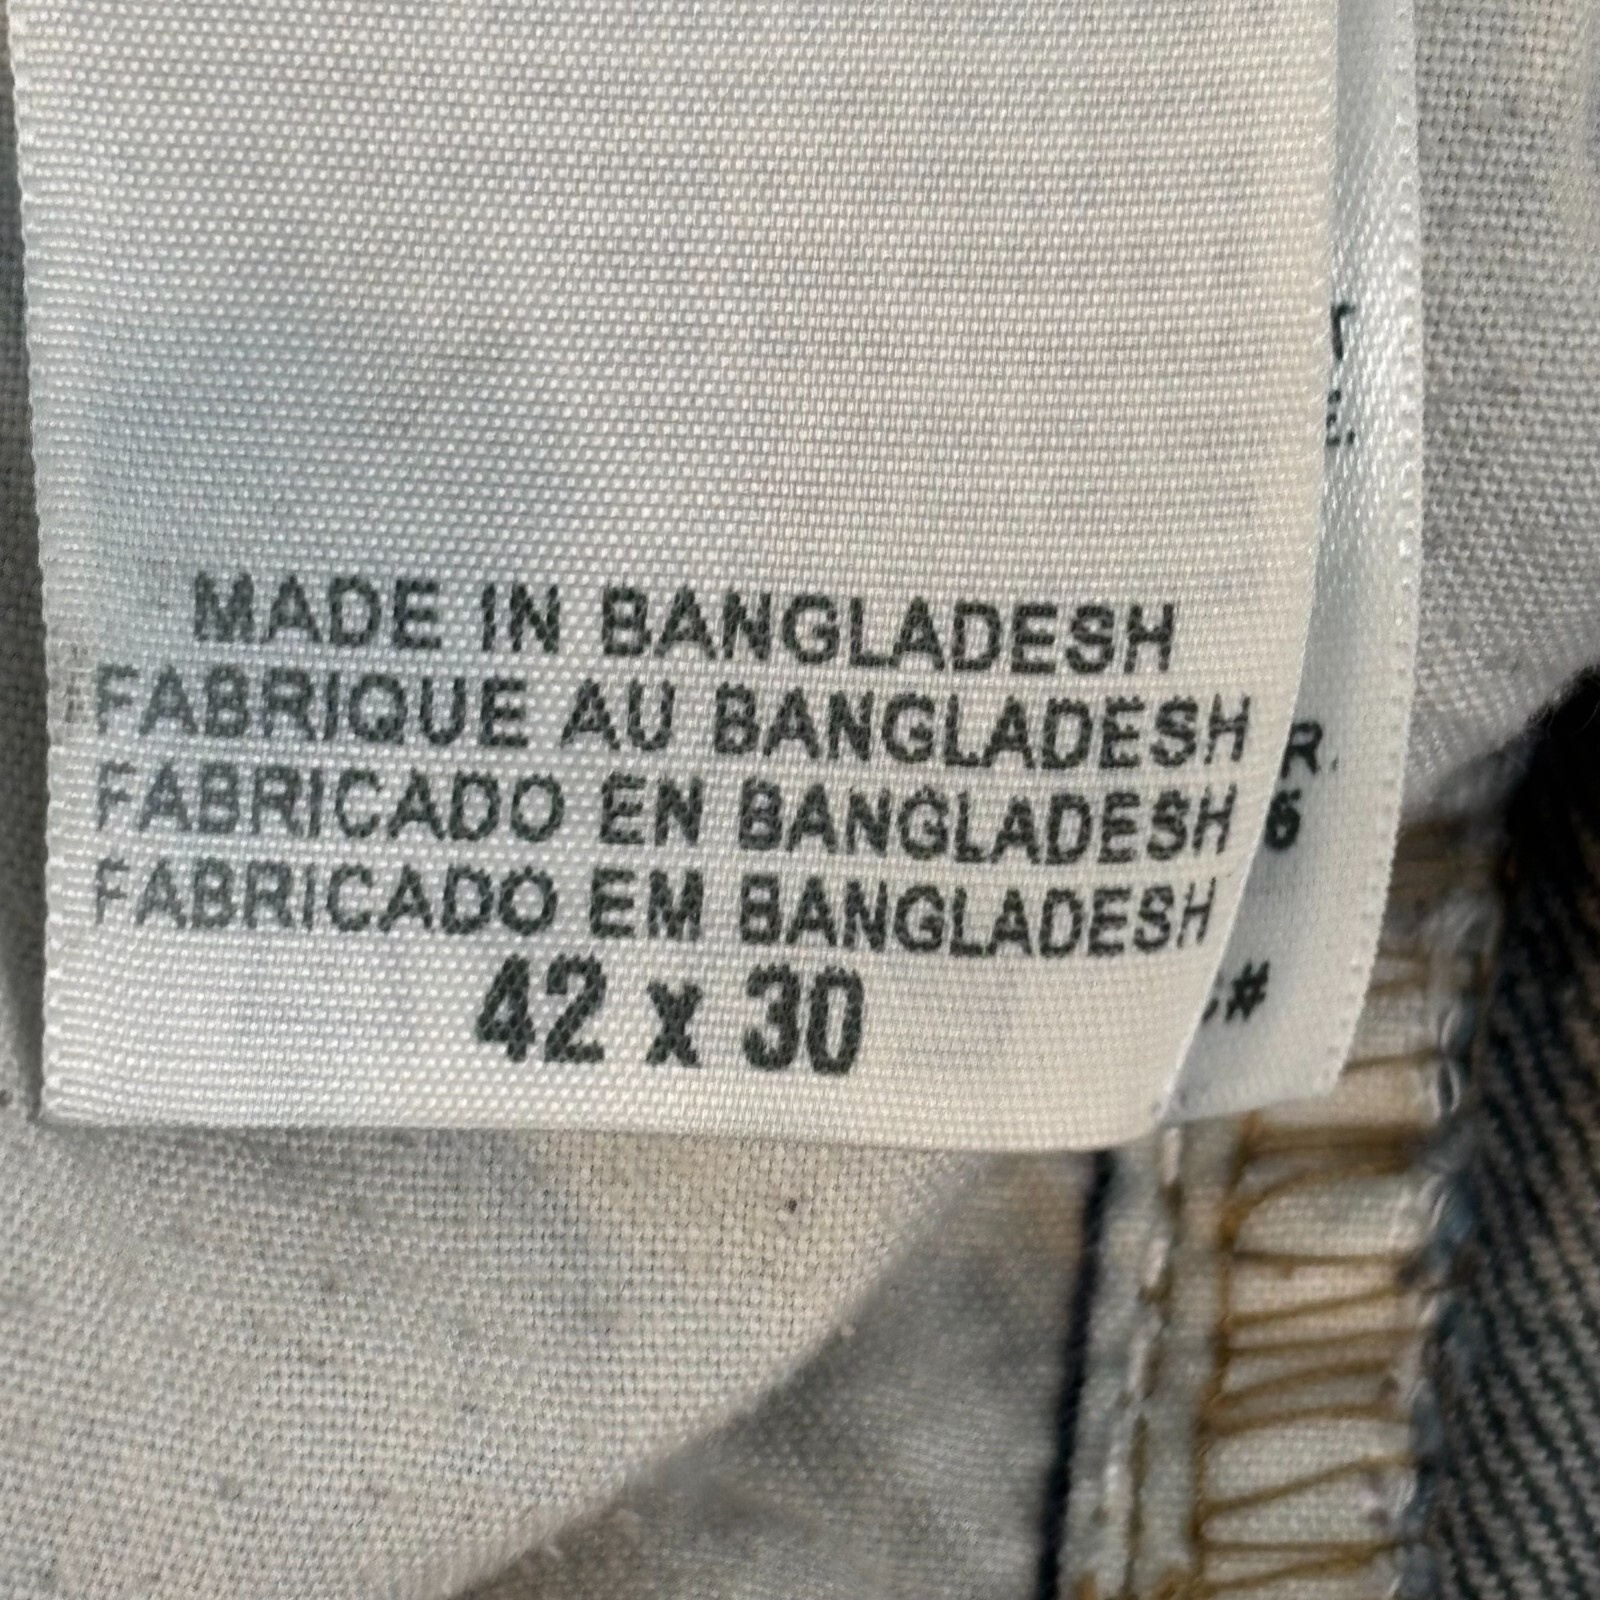 MADE IN BANGLADESH
FABRIQUE AU BANGLADESH
FABRICADO EN BANGLADESH
FABRICADO EM BANGLADESH
42 x 30